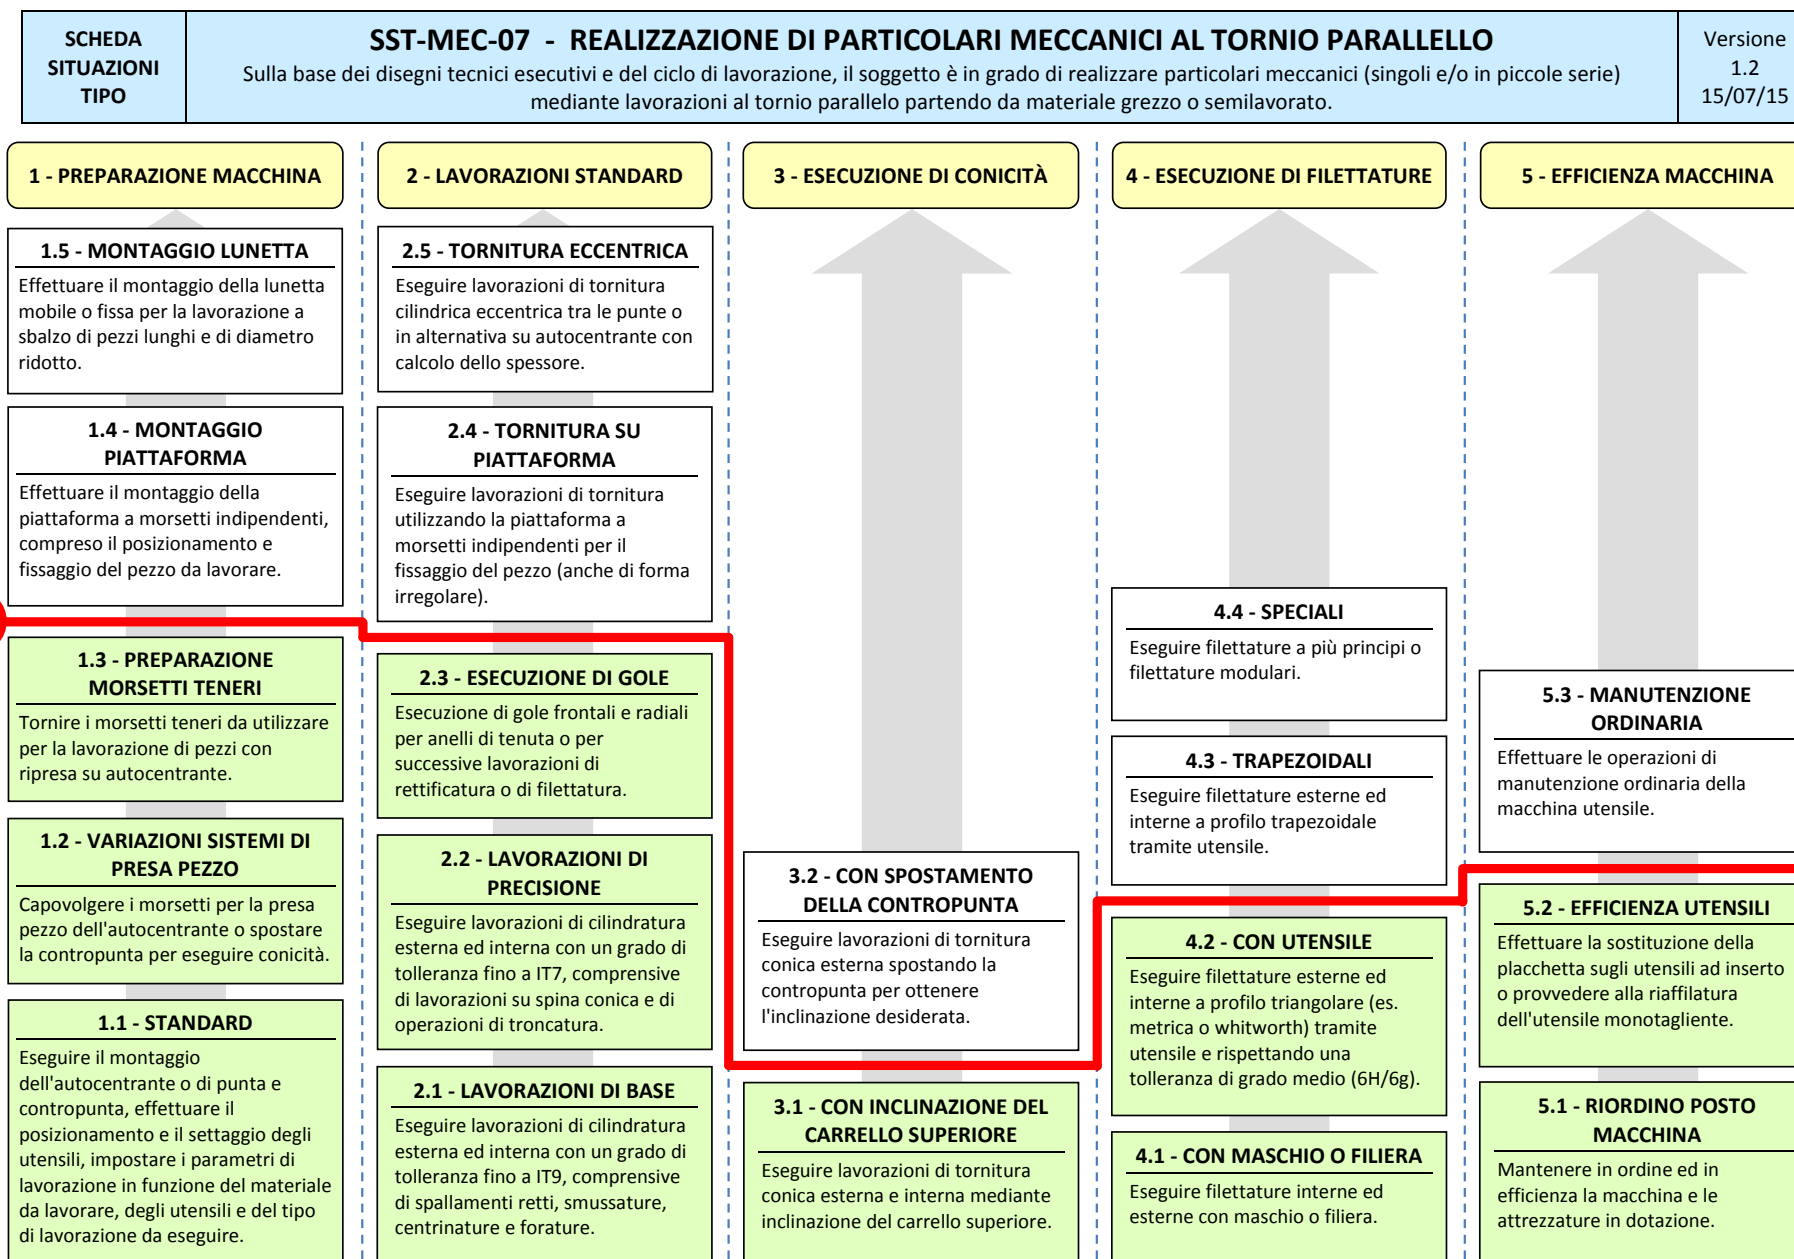 SCHEDA
SITUAZIONI
TIPO
SST-MEC-07 - REALIZZAZIONE DI PARTICOLARI MECCANICI AL TORNIO PARALLELLO
Sulla base dei disegni tecnici esecutivi e del ciclo di lavorazione, il soggetto è in grado di realizzare particolari meccanici (singoli e/o in piccole serie)
mediante lavorazioni al tornio parallelo partendo da materiale grezzo o semilavorato.
Versione
1.2
15/07/15
1 - PREPARAZIONE MACCHINA
1.5 - MONTAGGIO LUNETTA
Effettuare il montaggio della lunetta
mobile o fissa per la lavorazione a
sbalzo di pezzi lunghi e di diametro
ridotto.
1.4 - MONTAGGIO
PIATTAFORMA
Effettuare il montaggio della
piattaforma a morsetti indipendenti,
compreso il posizionamento e
fissaggio del pezzo da lavorare.
1.3 - PREPARAZIONE
MORSETTI TENERI
Tornire i morsetti teneri da utilizzare
per la lavorazione di pezzi con
ripresa su autocentrante.
1.2 - VARIAZIONI SISTEMI DI
PRESA PEZZO
Capovolgere i morsetti per la presa
pezzo dell'autocentrante o spostare
la contropunta per eseguire conicità.
1.1 - STANDARD
Eseguire il montaggio
dell'autocentrante o di punta e
contropunta, effettuare il
posizionamento e il settaggio degli
utensili, impostare i parametri di
lavorazione in funzione del materiale
da lavorare, degli utensili e del tipo
di lavorazione da eseguire.
2 - LAVORAZIONI STANDARD
2.5 - TORNITURA ECCENTRICA
Eseguire lavorazioni di tornitura
cilindrica eccentrica tra le punte o
in alternativa su autocentrante con
calcolo dello spessore.
2.4 - TORNITURA SU
PIATTAFORMA
Eseguire lavorazioni di tornitura
utilizzando la piattaforma a
morsetti indipendenti per il
fissaggio del pezzo (anche di forma
irregolare).
2.3 - ESECUZIONE DI GOLE
Esecuzione di gole frontali e radiali
per anelli di tenuta o per
successive lavorazioni di
rettificatura o di filettatura.
2.2 - LAVORAZIONI DI
PRECISIONE
Eseguire lavorazioni di cilindratura
esterna ed interna con un grado di
tolleranza fino a IT7, comprensive
di lavorazioni su spina conica e di
operazioni di troncatura.
2.1 - LAVORAZIONI DI BASE
Eseguire lavorazioni di cilindratura
esterna ed interna con un grado di
tolleranza fino a IT9, comprensive
di spallamenti retti, smussature,
centrinature e forature.
3 - ESECUZIONE DI CONICITÀ
3.2 - CON SPOSTAMENTO
DELLA CONTROPUNTA
Eseguire lavorazioni di tornitura
conica esterna spostando la
contropunta per ottenere
l'inclinazione desiderata.
3.1 - CON INCLINAZIONE DEL
CARRELLO SUPERIORE
Eseguire lavorazioni di tornitura
conica esterna e interna mediante
inclinazione del carrello superiore.
4 - ESECUZIONE DI FILETTATURE
4.4 - SPECIALI
Eseguire filettature a più principi o
filettature modulari.
4.3 - TRAPEZOIDALI
Eseguire filettature esterne ed
interne a profilo trapezoidale
tramite utensile.
4.2 - CON UTENSILE
Eseguire filettature esterne ed
interne a profilo triangolare (es.
metrica o whitworth) tramite
utensile e rispettando una
tolleranza di grado medio (6H/6g).
4.1 - CON MASCHIO O FILIERA
Eseguire filettature interne ed
esterne con maschio o filiera.
5 - EFFICIENZA MACCHINA
5.3 - MANUTENZIONE
ORDINARIA
Effettuare le operazioni di
manutenzione ordinaria della
macchina utensile.
5.2 - EFFICIENZA UTENSILI
Effettuare la sostituzione della
placchetta sugli utensili ad inserto
o provvedere alla riaffilatura
dell'utensile monotagliente.
5.1 - RIORDINO POSTO
MACCHINA
Mantenere in ordine ed in
efficienza la macchina e le
attrezzature in dotazione.